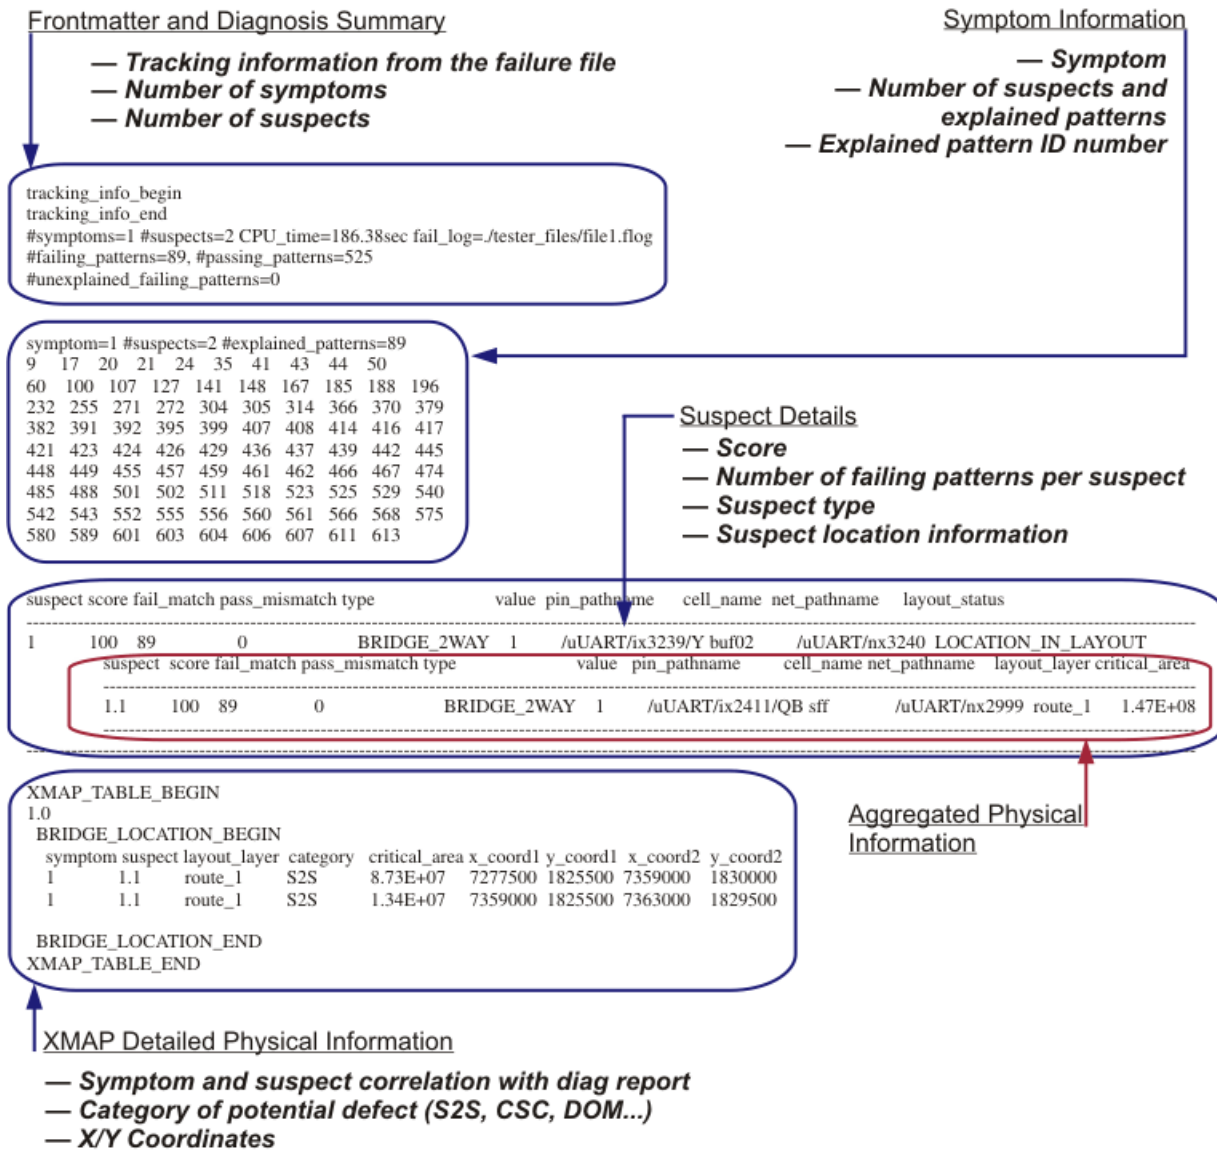 Frontmatter and Diagnosis Summary
— Tracking information from the failure file
— Number of symptoms
— Number of suspects
Symptom Information
— Symptom
— Number of suspects and
explained patterns
— Explained pattern ID number
tracking_info_begin
tracking_info_end
#symptoms=1 #suspects=2 CPU_time=186.38sec fail_log=./tester_files/file1.flog
#failing_patterns=89, #passing_patterns=525
#unexplained_failing_patterns=0
symptom=1 #suspects=2 #explained_patterns=89
9 17 20 21 24 35 41 43 44 50
60 100 107 127 141 148 167 185 188 196
232 255 271 272 304 305 314 366 370 379
382 391 392 395 399 407 408 414 416 417
421 423 424 426 429 436 437 439 442 445
448 449 455 457 459 461 462 466 467 474
485 488 501 502 511 518 523 525 529 540
542 543 552 555 556 560 561 566 568 575
580 589 601 603 604 606 607 611 613
Suspect Details
— Score
— Number of failing patterns per suspect
— Suspect type
— Suspect location information
suspect score fail_match pass_mismatch type value pin_pathname cell_name net_pathname layout_status
1 100 89 0 BRIDGE_2WAY 1 /uUART/ix3239/Y buf02 /uUART/nx3240 LOCATION_IN_LAYOUT
suspect score fail_match pass_mismatch type value pin_pathname cell_name net_pathname layout_layer critical_area
1.1 100 89 0 BRIDGE_2WAY 1 /uUART/ix2411/QB sff /uUART/nx2999 route_1 1.47E+08
Aggregated Physical
Information
XMAP_TABLE_BEGIN
1.0
BRIDGE_LOCATION_BEGIN
symptom suspect layout_layer category critical_area x_coord1 y_coord1 x_coord2 y_coord2
1 1.1 route_1 S2S 8.73E+07 7277500 1825500 7359000 1830000
1 1.1 route_1 S2S 1.34E+07 7359000 1825500 7363000 1829500
BRIDGE_LOCATION_END
XMAP_TABLE_END
XMAP Detailed Physical Information
— Symptom and suspect correlation with diag report
— Category of potential defect (S2S, CSC, DOM...)
— X/Y Coordinates